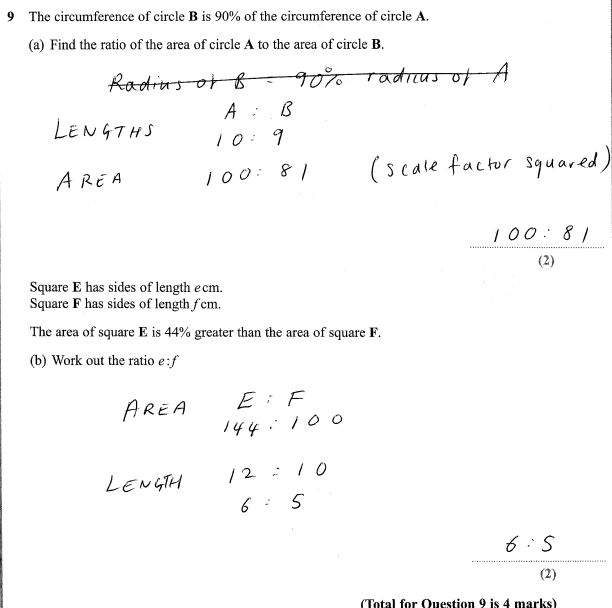 9 The circumference of circle B is 90% of the circumference of circle A.
(a) Find the ratio of the area of circle A to the area of circle B.
Radius of B = 90% radius of A
A : B
LENGTHS 10 : 9
AREA 100 : 81 (scale factor squared)
100 : 81
(2)
Square E has sides of length e cm.
Square F has sides of length f cm.
The area of square E is 44% greater than the area of square F.
(b) Work out the ratio e:f
E : F
AREA 144 : 100
LENGTH 12 : 10
6 : 5
6 : 5
(2)
(Total for Question 9 is 4 marks)